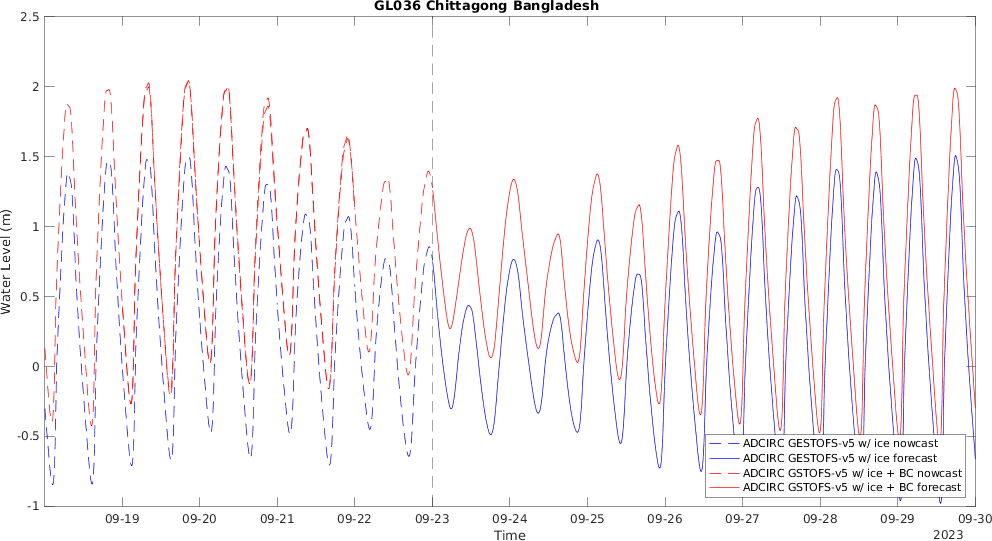 GL036 Chittagong Bangladesh
2.5
2
1.5
1
0.5
0
-0.5
-1
Water Level (m)
ADCIRC GESTOFS-v5 w/ ice nowcast
ADCIRC GESTOFS-v5 w/ ice forecast
ADCIRC GSTOFS-v5 w/ ice + BC nowcast
ADCIRC GSTOFS-v5 w/ ice + BC forecast
09-19 09-20 09-21 09-22 09-23 09-24 09-25 09-26 09-27 09-28 09-29 09-30
Time
2023